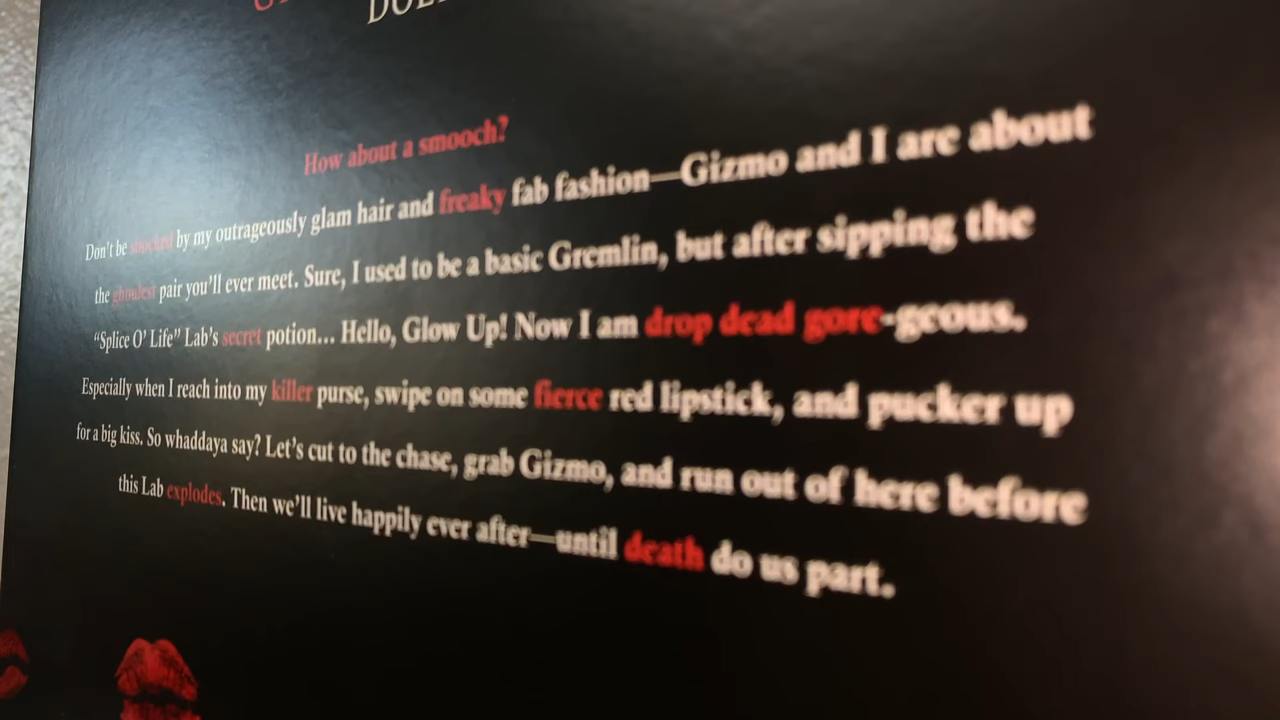 How about a smooch?
Don't be shocked by my outrageously glam hair and freaky fab fashion—Gizmo and I are about
the ghoulest pair you'll ever meet. Sure, I used to be a basic Gremlin, but after sipping the
“Splice O' Life” Lab's secret potion... Hello, Glow Up! Now I am drop dead gore-geous.
Especially when I reach into my killer purse, swipe on some fierce red lipstick, and pucker up
for a big kiss. So whaddaya say? Let's cut to the chase, grab Gizmo, and run out of here before
this Lab explodes. Then we'll live happily ever after—until death do us part.